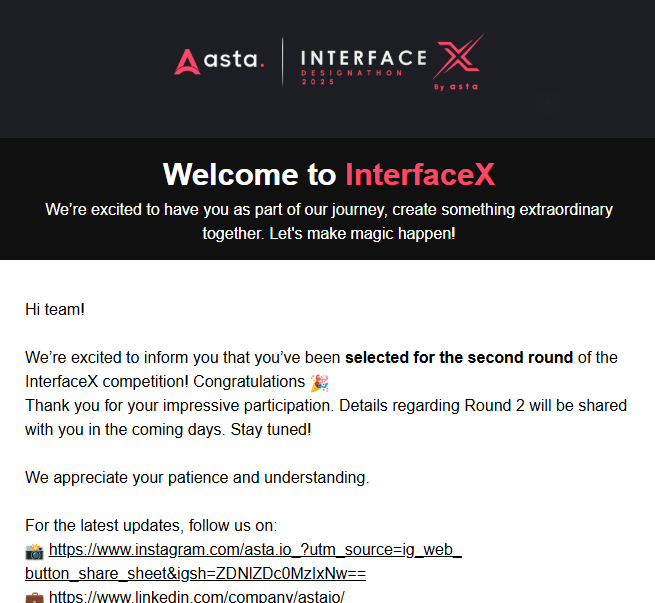 asta.
INTERFACE
DESIGNATHON
2025
By asta
Welcome to InterfaceX
We’re excited to have you as part of our journey, create something extraordinary
together. Let's make magic happen!
Hi team!
We’re excited to inform you that you’ve been selected for the second round of the
InterfaceX competition! Congratulations 🎉
Thank you for your impressive participation. Details regarding Round 2 will be shared
with you in the coming days. Stay tuned!
We appreciate your patience and understanding.
For the latest updates, follow us on:
📸 https://www.instagram.com/asta.io_?utm_source=ig_web_
button_share_sheet&igsh=ZDNlZDc0MzIxNw==
💼 https://www.linkedin.com/company/astaio/